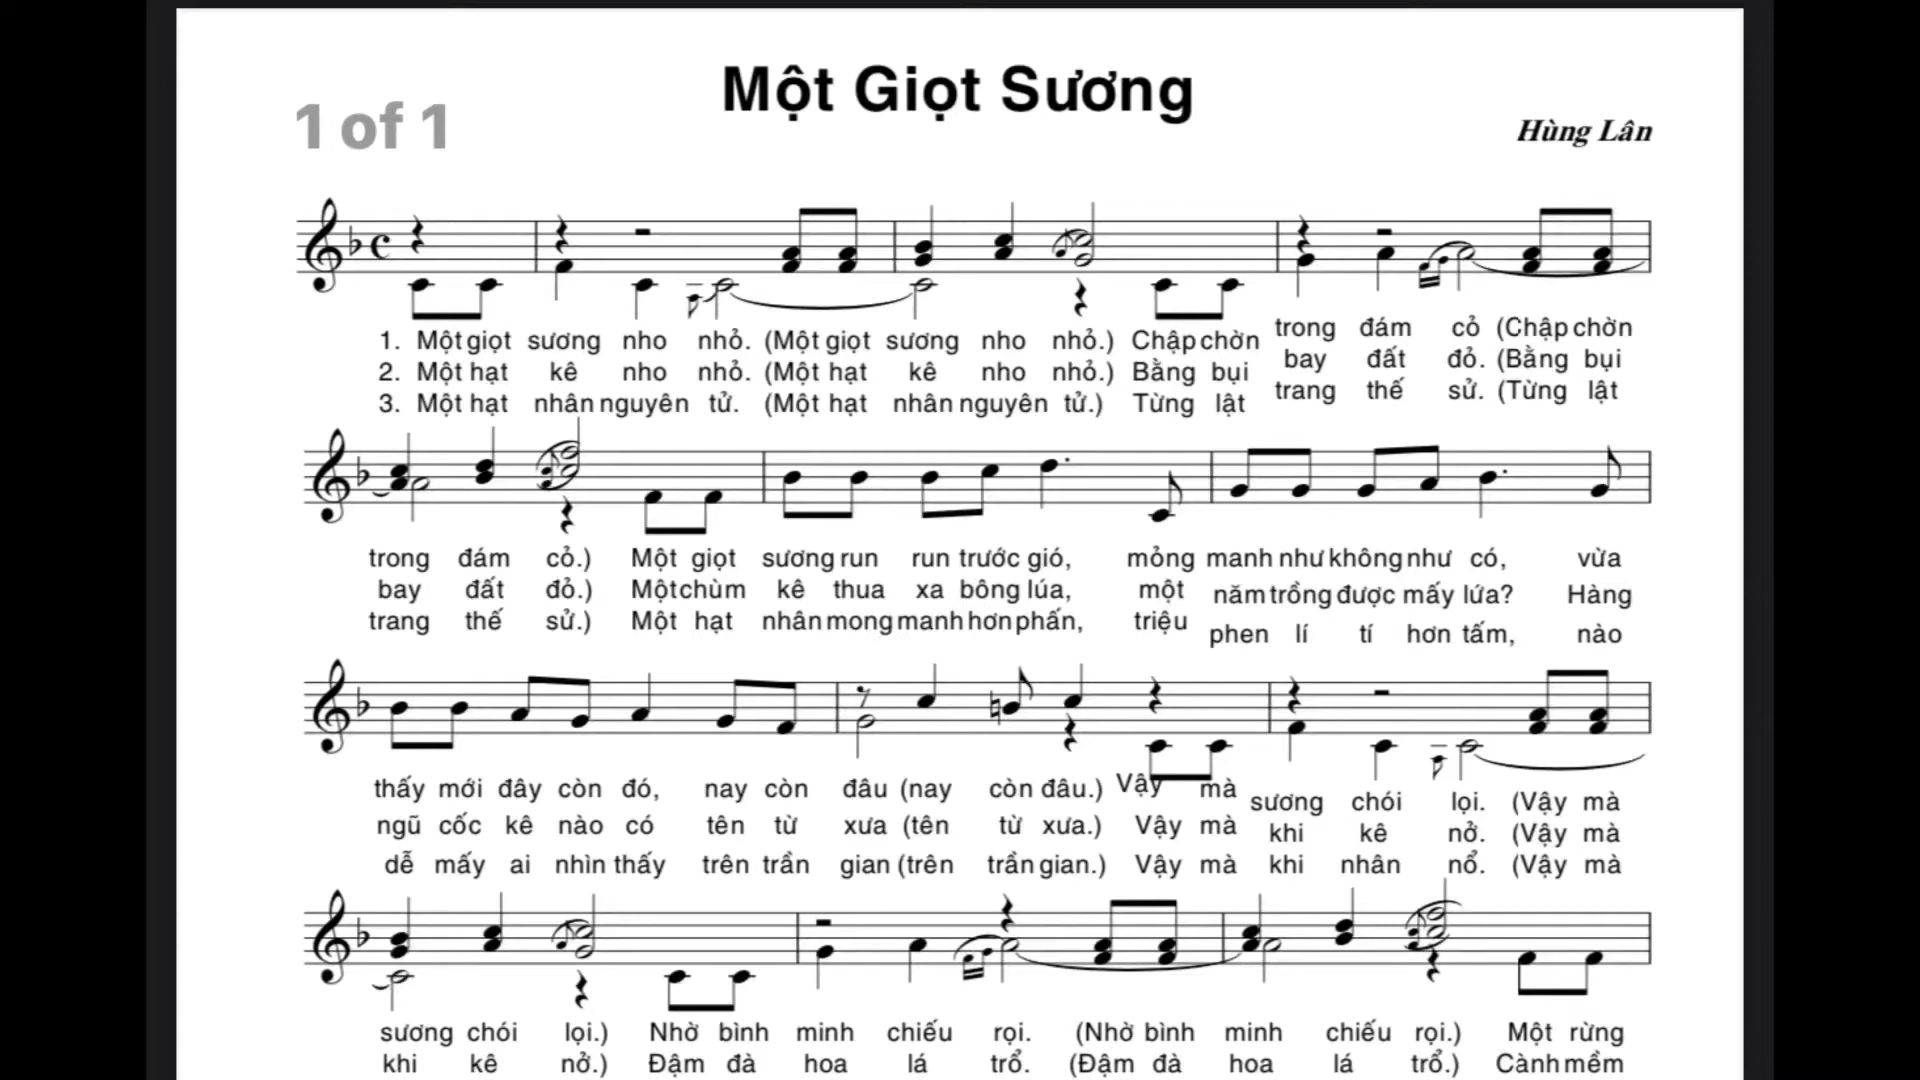 Một Giọt Sương
1 of 1
Hùng Lân
1. Một giọt sương nho nhỏ. (Một giọt sương nho nhỏ.) Chập chờn trong đám cỏ (Chập chờn
2. Một hạt kê nho nhỏ. (Một hạt kê nho nhỏ.) Bằng bụi bay đất đỏ. (Bằng bụi
3. Một hạt nhân nguyên tử. (Một hạt nhân nguyên tử.) Từng lật trang thế sử. (Từng lật
trong đám cỏ.) Một giọt sương run run trước gió, mỏng manh như không như có, vừa
bay đất đỏ.) Một chùm kê thua xa bông lúa, một năm trồng được mấy lứa? Hàng
trang thế sử.) Một hạt nhân mong manh hơn phấn, triệu phen lí tí hơn tấm, nào
thấy mới đây còn đó, nay còn đâu (nay còn đâu.) Vậy mà sương chói lọi. (Vậy mà
ngũ cốc kê nào có tên từ xưa (tên từ xưa.) Vậy mà khi kê nở. (Vậy mà
dễ mấy ai nhìn thấy trên trần gian (trên trần gian.) Vậy mà khi nhân nổ. (Vậy mà
sương chói lọi.) Nhờ bình minh chiếu rọi. (Nhờ bình minh chiếu rọi.) Một rừng
khi kê nở.) Đậm đà hoa lá trổ. (Đậm đà hoa lá trổ.) Cành mềm